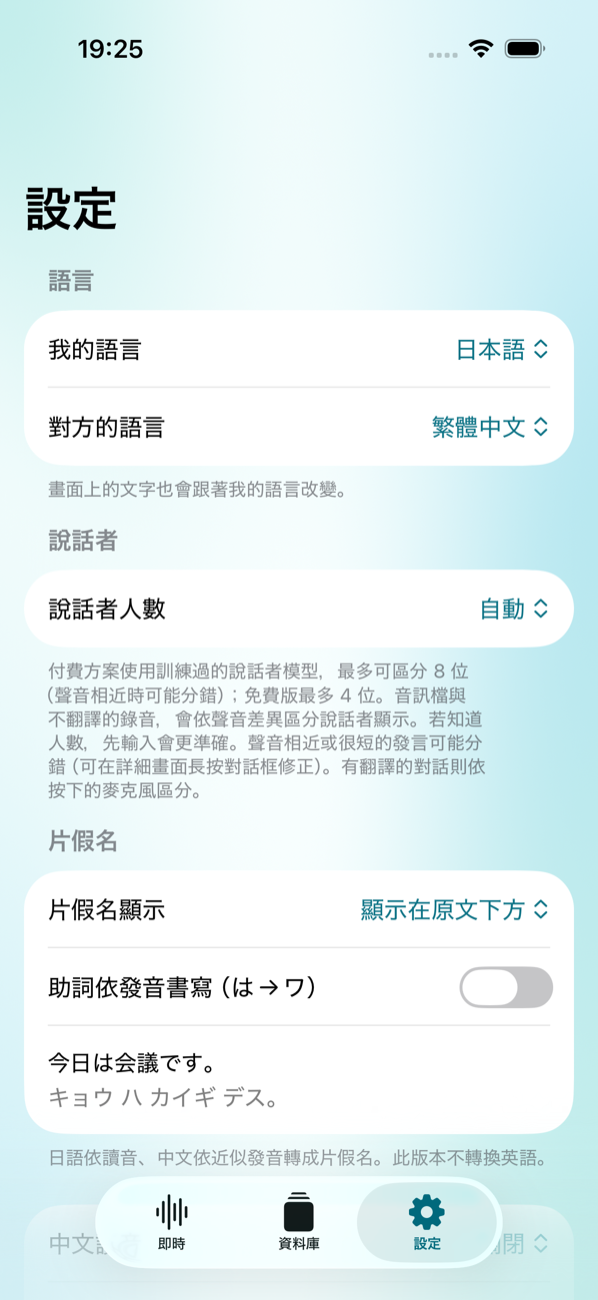 19:25
設定
語言
我的語言 日本語
對方的語言 繁體中文
畫面上的文字也會跟著我的語言改變。
說話者
說話者人數 自動
付費方案使用訓練過的說話者模型，最多可區分 8 位
（聲音相近時可能分錯）；免費版最多 4 位。音訊檔與
不翻譯的錄音，會依聲音差異區分說話者顯示。若知道
人數，先輸入會更準確。聲音相近或很短的發言可能分
錯（可在詳細畫面長按對話框修正）。有翻譯的對話則依
按下的麥克風區分。
片假名
片假名顯示 顯示在原文下方
助詞依發音書寫（は→ワ）
今日は会議です。
キョウ ハ カイギ デス。
日語依讀音、中文依近似發音轉成片假名。此版本不轉換英語。
中文
即時
資料庫
設定